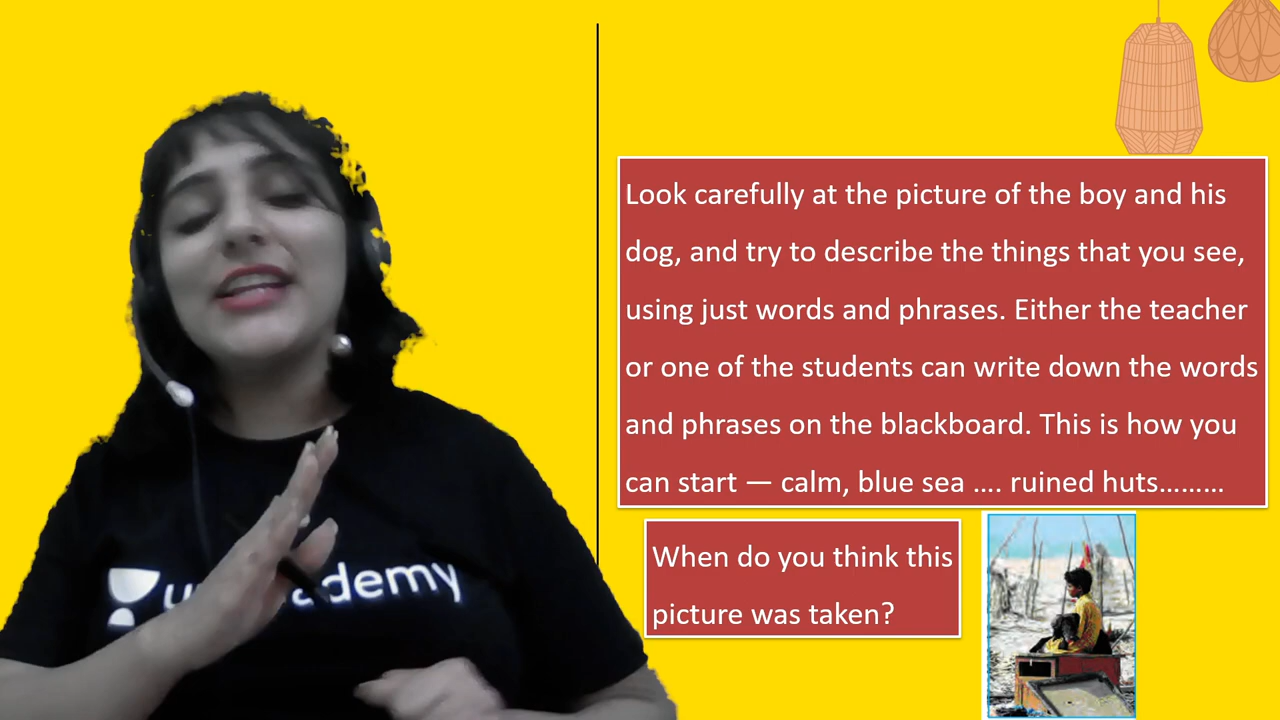 Look carefully at the picture of the boy and his
dog, and try to describe the things that you see,
using just words and phrases. Either the teacher
or one of the students can write down the words
and phrases on the blackboard. This is how you
can start — calm, blue sea .... ruined huts.........
When do you think this
picture was taken?